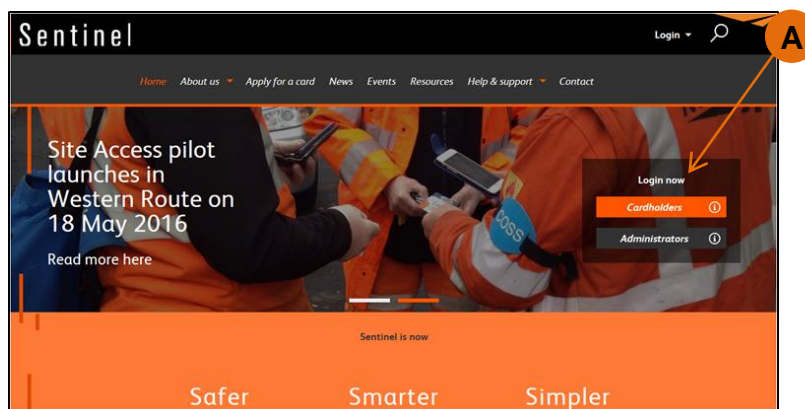 Sentinel
Login
A
Home About us Apply for a card News Events Resources Help & support Contact
Site Access pilot
launches in
Western Route on
18 May 2016
Read more here
COSS
Login now
Cardholders
Administrators
Sentinel is now
Safer Smarter Simpler